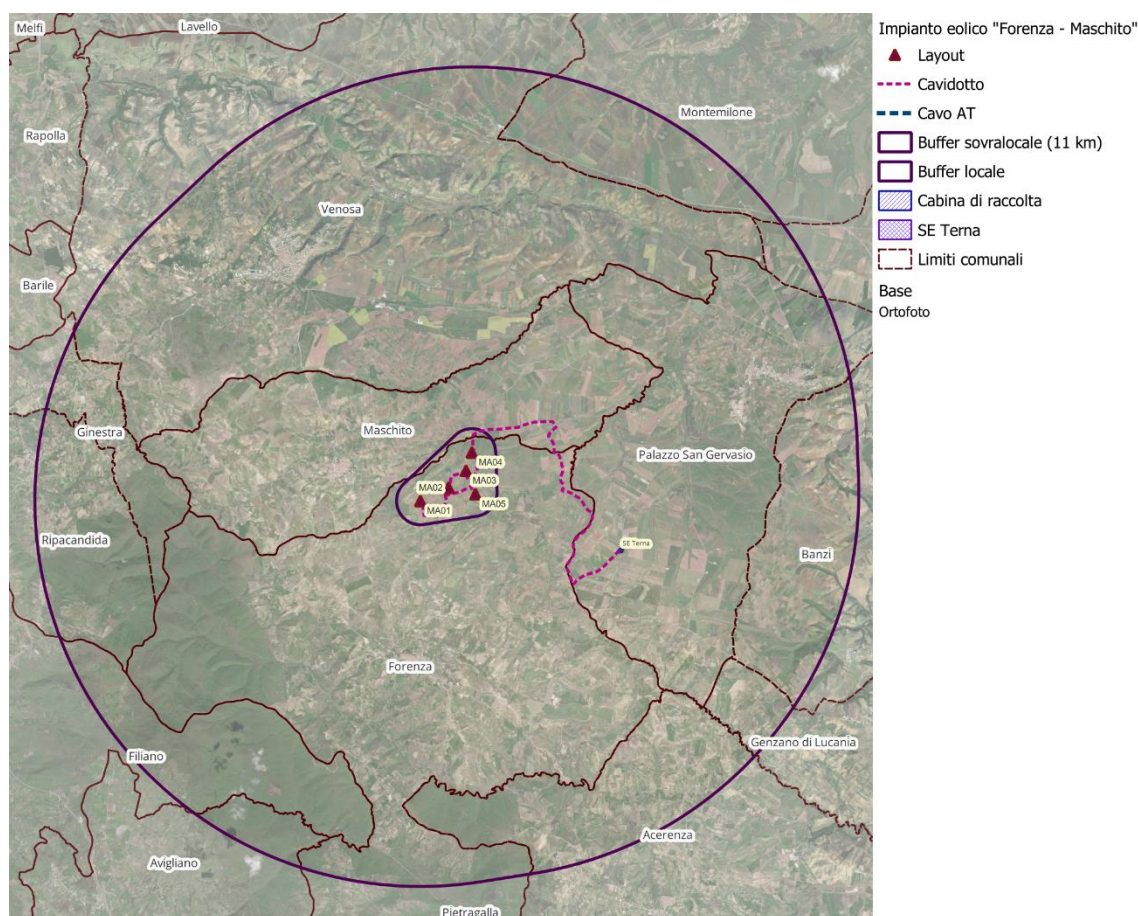 Melfi
Lavello
Montemilone
Rapolla
Venosa
Barile
Ginestra
Maschito
Palazzo San Gervasio
MA04
MA03
MA02
MA05
MA01
SE Terna
Ripacandida
Banzi
Forenza
Filiano
Genzano di Lucania
Acerenza
Avigliano
Pietragalla
Impianto eolico "Forenza - Maschito"
Layout
Cavidotto
Cavo AT
Buffer sovralocale (11 km)
Buffer locale
Cabina di raccolta
SE Terna
Limiti comunali
Base
Ortofoto